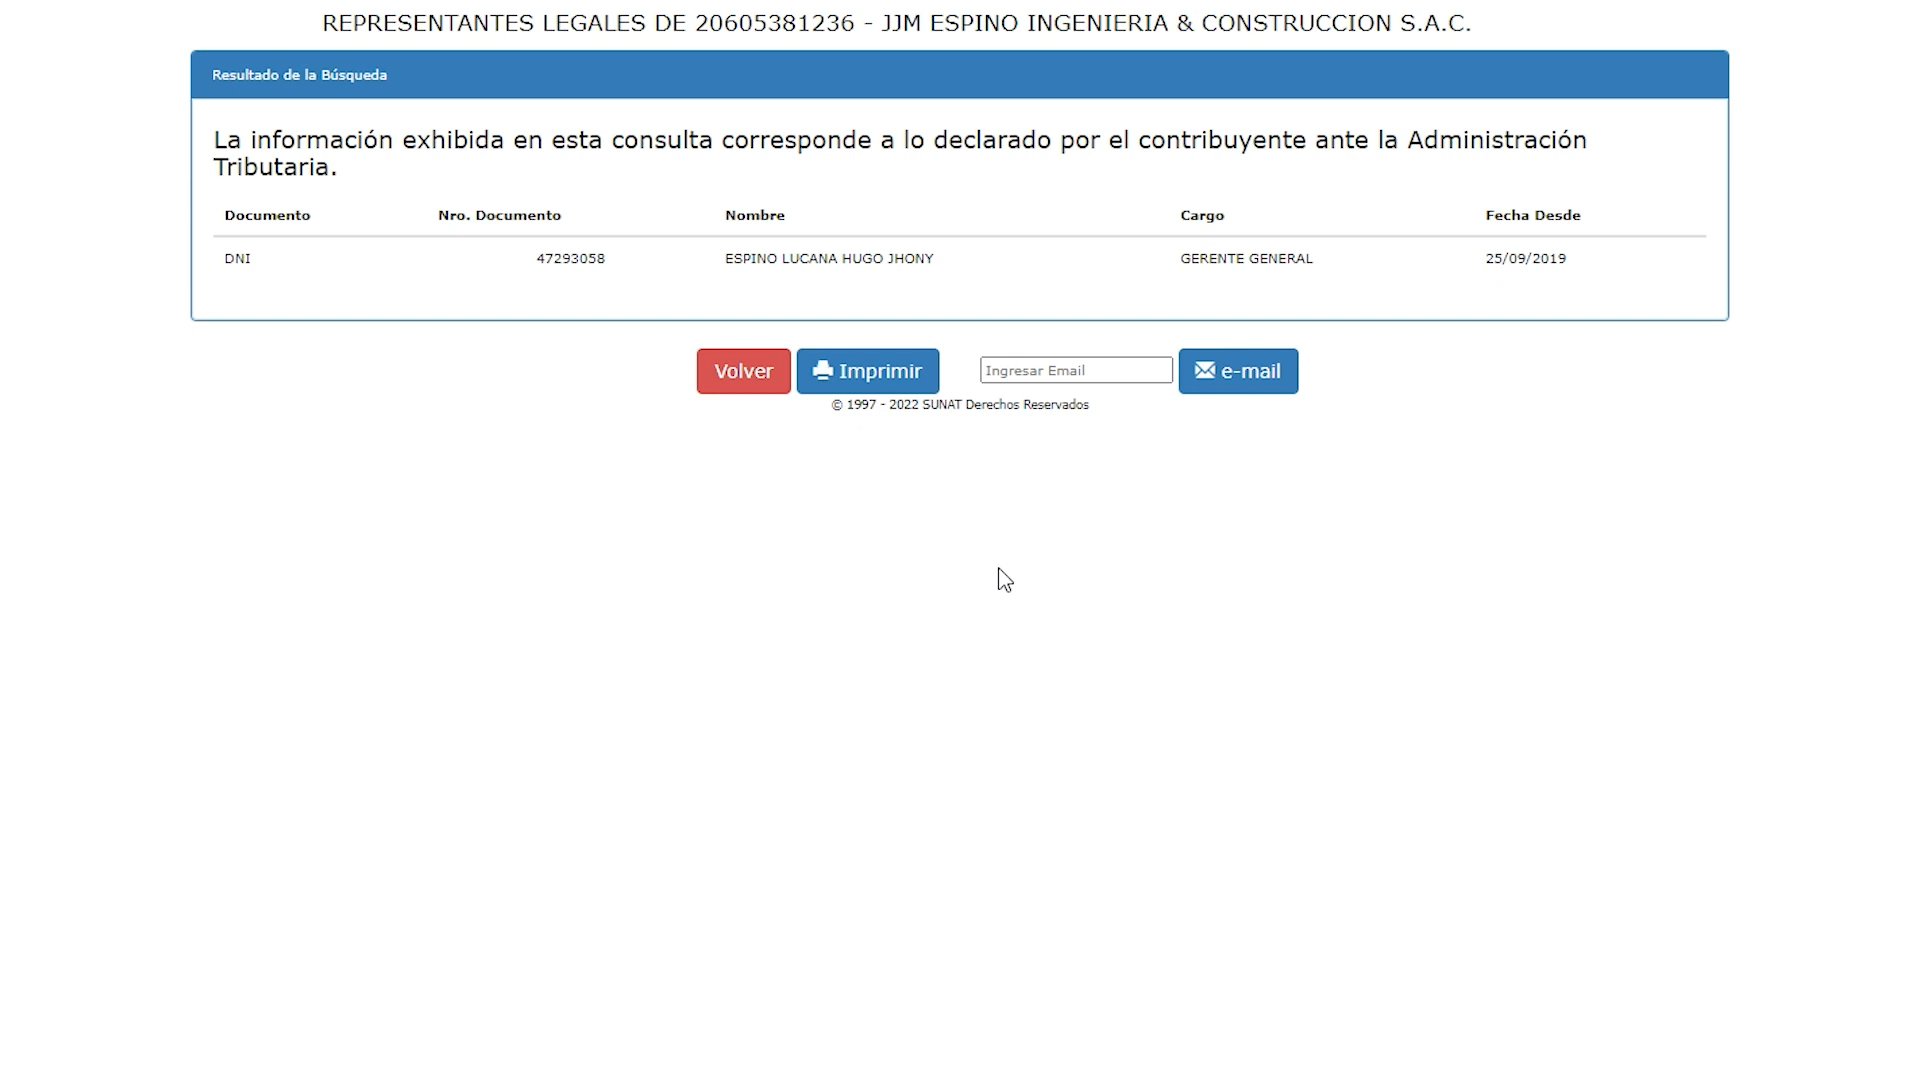 REPRESENTANTES LEGALES DE 20605381236 - JJM ESPINO INGENIERIA & CONSTRUCCION S.A.C.
Resultado de la Búsqueda
La información exhibida en esta consulta corresponde a lo declarado por el contribuyente ante la Administración
Tributaria.
Documento Nro. Documento Nombre Cargo Fecha Desde
DNI 47293058 ESPINO LUCANA HUGO JHONY GERENTE GENERAL 25/09/2019
Volver Imprimir Ingresar Email e-mail
© 1997 - 2022 SUNAT Derechos Reservados